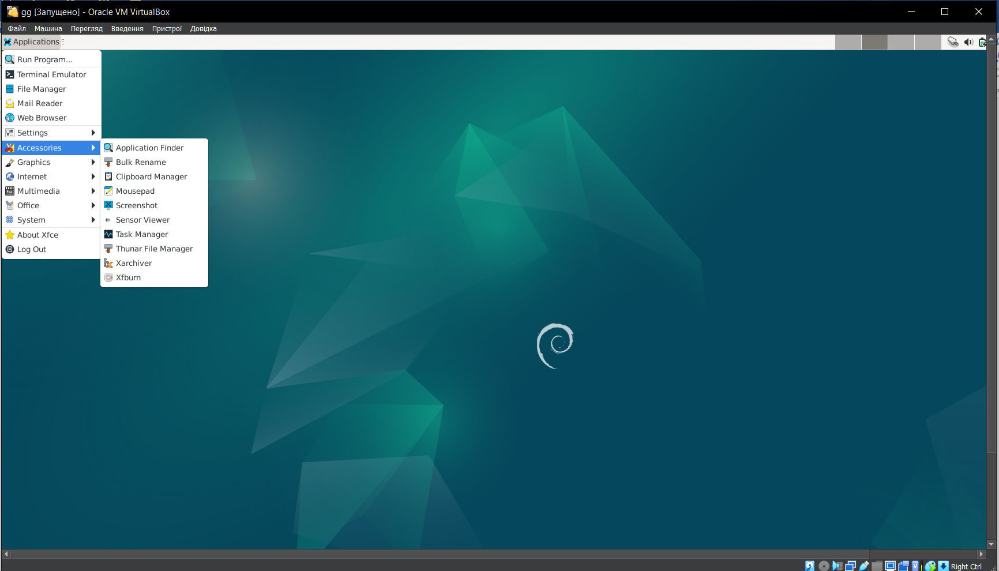 gg [Запущено] - Oracle VM VirtualBox
Файл Машина Перегляд Введення Пристрої Довідка
Applications
Run Program...
Terminal Emulator
File Manager
Mail Reader
Web Browser
Settings
Accessories
Graphics
Internet
Multimedia
Office
System
About Xfce
Log Out
Application Finder
Bulk Rename
Clipboard Manager
Mousepad
Screenshot
Sensor Viewer
Task Manager
Thunar File Manager
Xarchiver
Xfburn
Right Ctrl